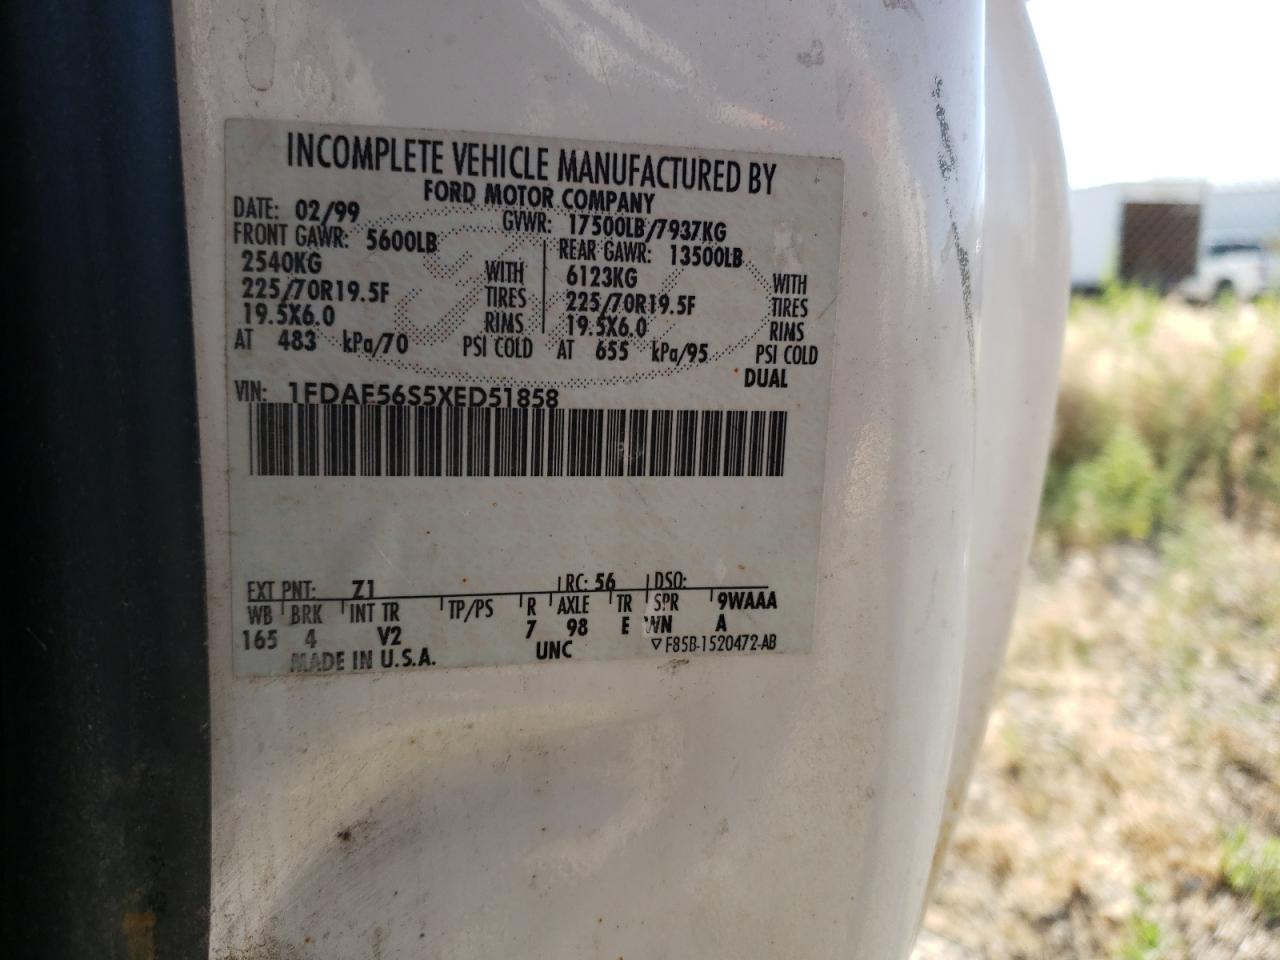 INCOMPLETE VEHICLE MANUFACTURED BY
FORD MOTOR COMPANY
DATE: 02/99 GVWR: 17500LB/7937KG
FRONT GAWR: 5600LB REAR GAWR: 13500LB
2540KG WITH 6123KG WITH
225/70R19.5F TIRES 225/70R19.5F TIRES
19.5X6.0 RIMS 19.5X6.0 RIMS
AT 483 kPa/70 PSI COLD AT 655 kPa/95 PSI COLD
DUAL
VIN: 1FDAF56S5XED51858
EXT PNT: Z1 RC: 56 DSO:
WB BRK INT TR TP/PS R AXLE TR SPR 9WAAA
165 4 V2 7 98 E WN A
MADE IN U.S.A. UNC ▽ F85B-1520472-AB